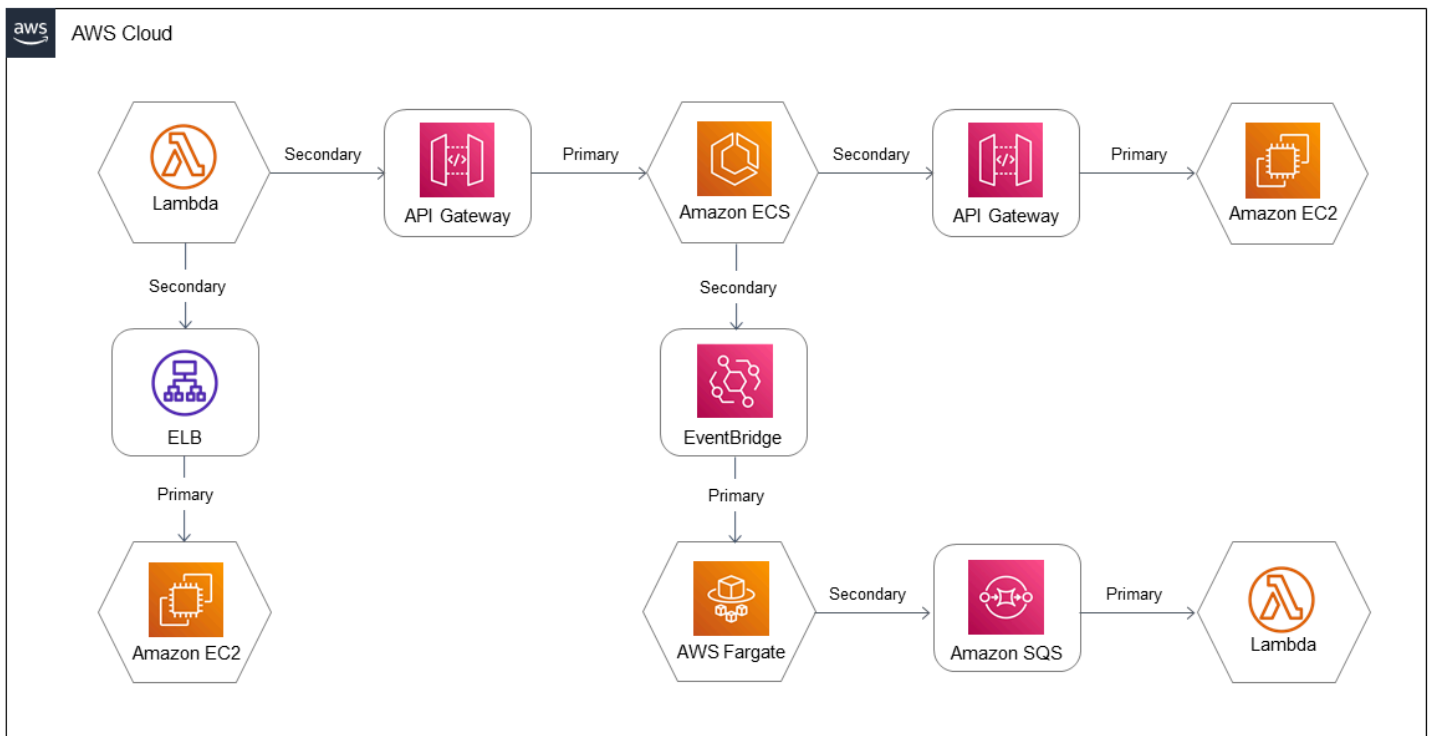 aws
AWS Cloud
Lambda
Secondary
API Gateway
Primary
Amazon ECS
Secondary
API Gateway
Primary
Amazon EC2
Secondary
Secondary
ELB
EventBridge
Primary
Primary
Amazon EC2
AWS Fargate
Secondary
Amazon SQS
Primary
Lambda